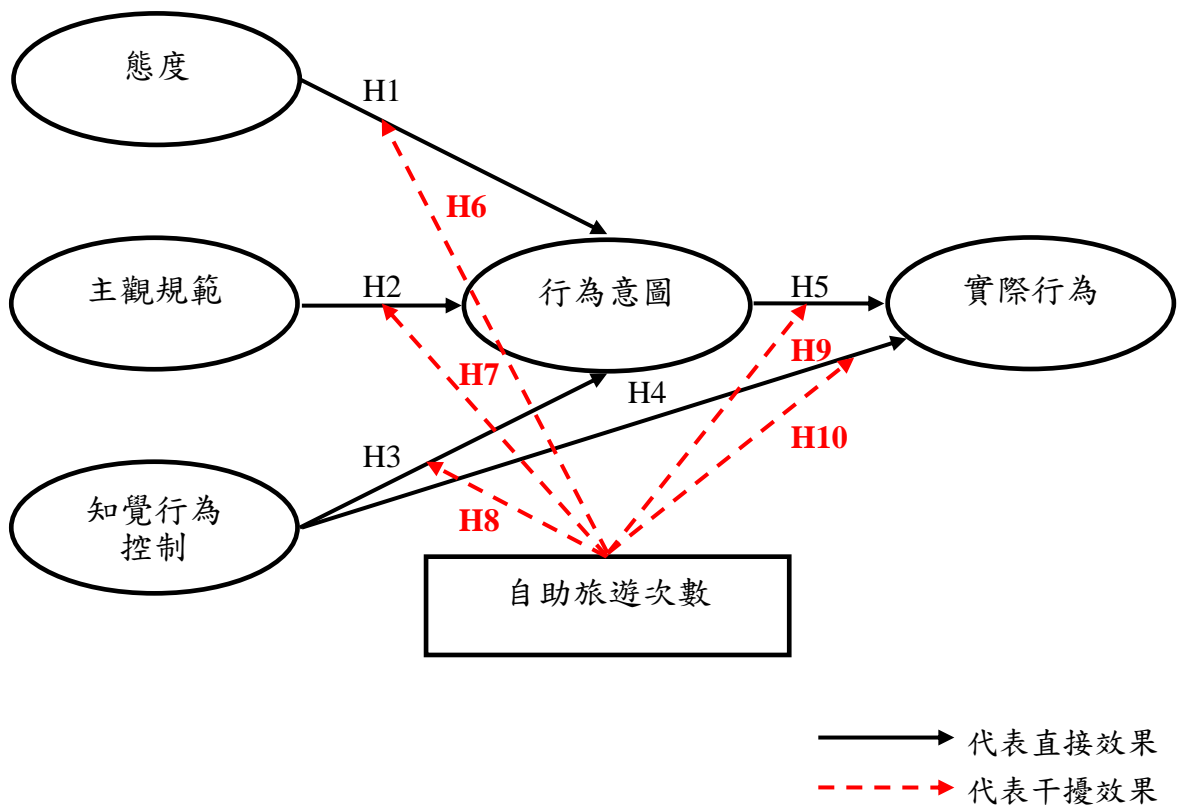 態度
H1
H6
主觀規範
H2
行為意圖
H5
實際行為
H7
H9
H4
H10
H3
知覺行為
控制
H8
自助旅遊次數
代表直接效果
代表干擾效果